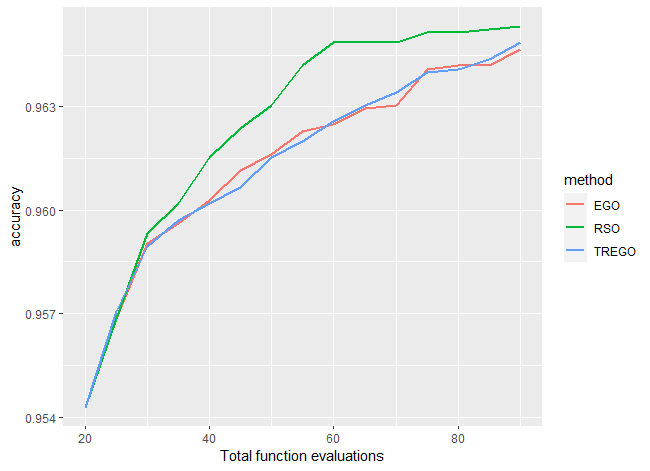 0.963
0.960
0.957
0.954
accuracy
20
40
60
80
Total function evaluations
method
EGO
RSO
TREGO